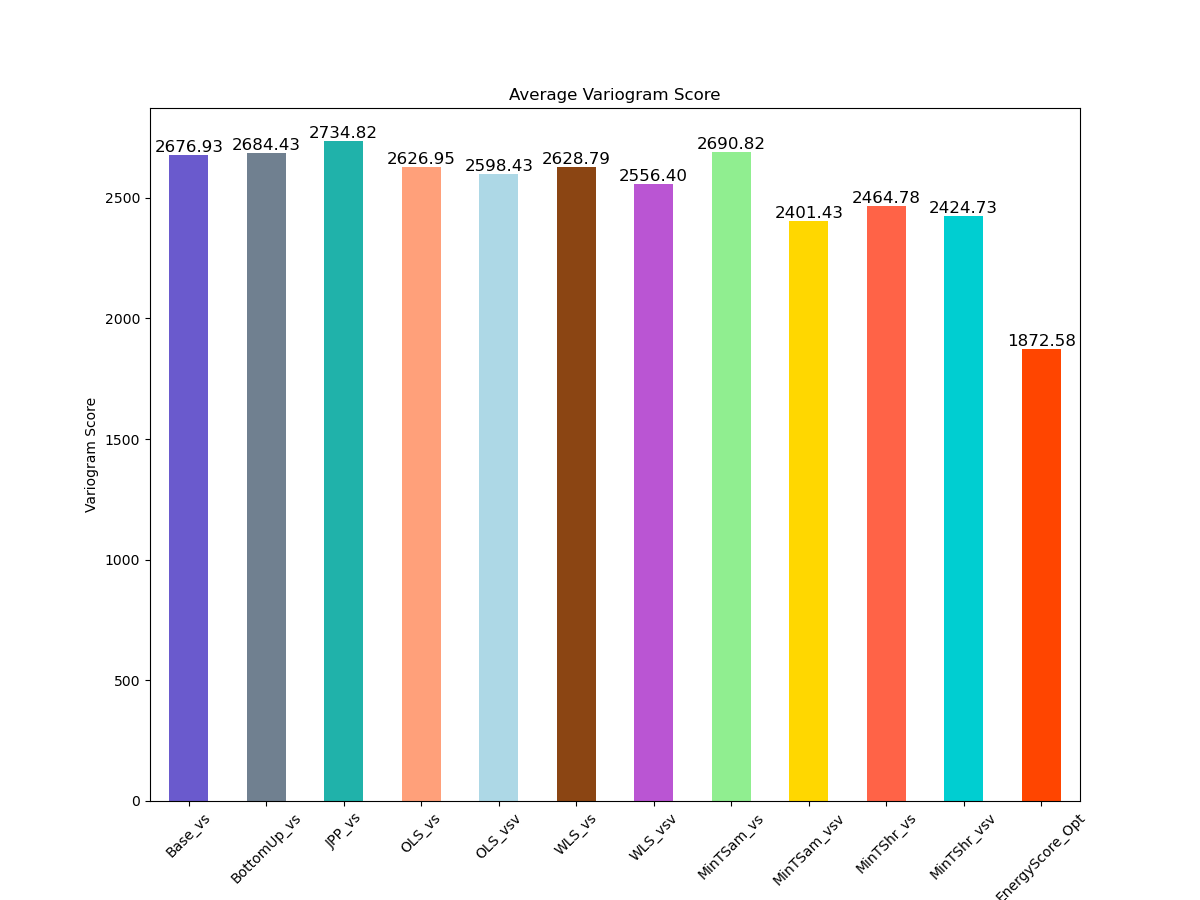 Average Variogram Score
2676.93
2684.43
2734.82
2626.95
2598.43
2628.79
2556.40
2690.82
2401.43
2464.78
2424.73
1872.58
Variogram Score
2500
2000
1500
1000
500
0
Base_vs
BottomUp_vs
JPP_vs
OLS_vs
OLS_vsv
WLS_vs
WLS_vsv
MinTSam_vs
MinTSam_vsv
MinTShr_vs
MinTShr_vsv
EnergyScore_Opt